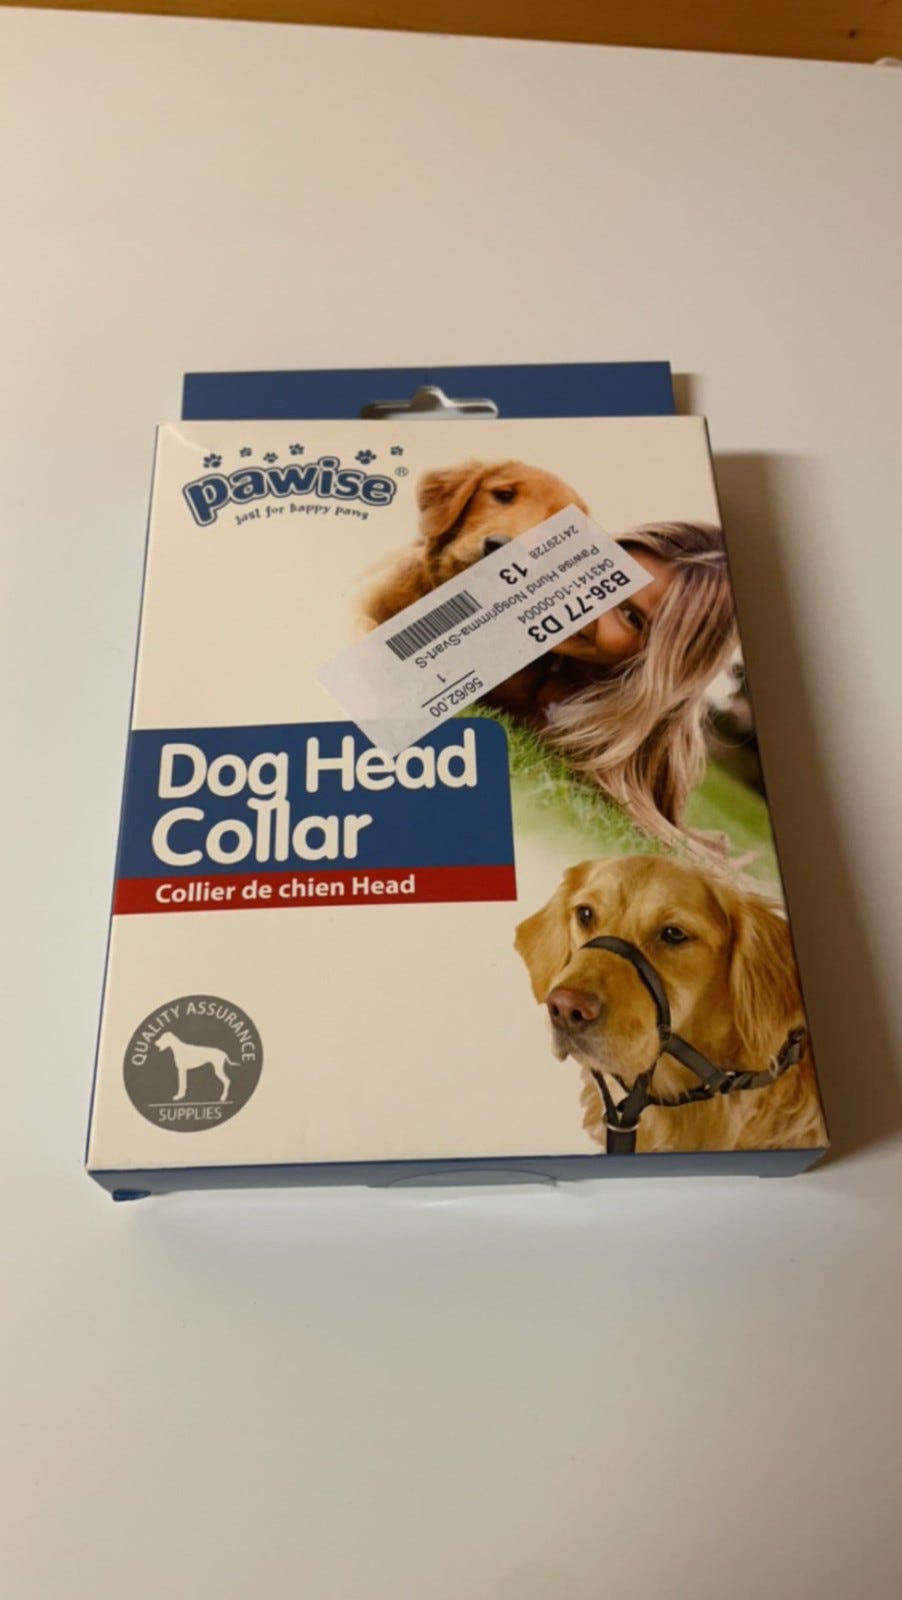 pawise®
just for happy paws
B36-77 D3
043141-10-00004
Pawise Hund Nosgrimma-Svart-S
24129728 13
56/62,00
1
Dog Head
Collar
Collier de chien Head
QUALITY ASSURANCE
SUPPLIES